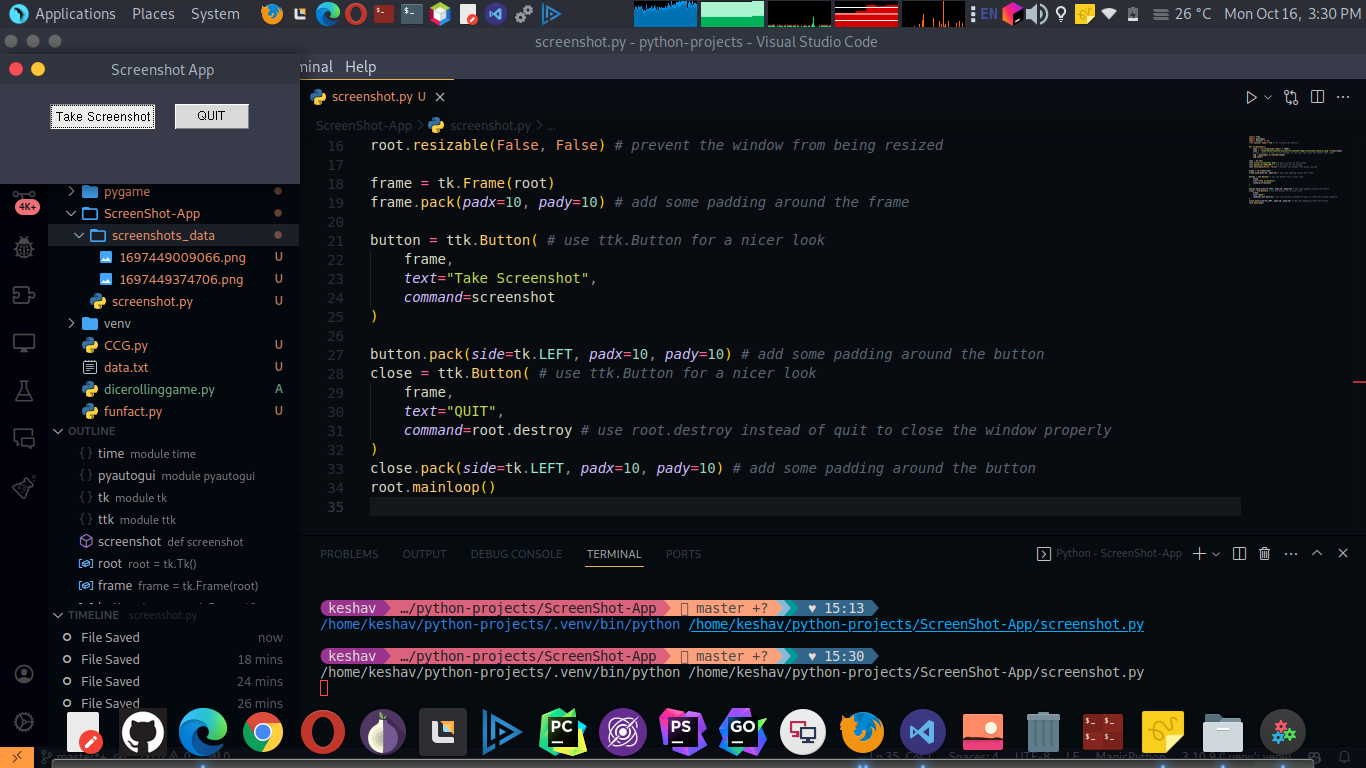 Applications Places System
EN
26 °C Mon Oct 16, 3:30 PM
screenshot.py - python-projects - Visual Studio Code
Screenshot App
Take Screenshot QUIT
minal Help
screenshot.py U
ScreenShot-App > screenshot.py > ...
4K+
pygame
ScreenShot-App
screenshots_data
1697449009066.png U
1697449374706.png U
screenshot.py U
venv
CCG.py U
data.txt U
dicerollinggame.py A
funfact.py U
OUTLINE
time module time
pyautogui module pyautogui
tk module tk
ttk module ttk
screenshot def screenshot
root root = tk.Tk()
frame frame = tk.Frame(root)
TIMELINE screenshot.py
File Saved now
File Saved 18 mins
File Saved 24 mins
File Saved 26 mins
16 root.resizable(False, False) # prevent the window from being resized
17
18 frame = tk.Frame(root)
19 frame.pack(padx=10, pady=10) # add some padding around the frame
20
21 button = ttk.Button( # use ttk.Button for a nicer look
22 frame,
23 text="Take Screenshot",
24 command=screenshot
25 )
26
27 button.pack(side=tk.LEFT, padx=10, pady=10) # add some padding around the button
28 close = ttk.Button( # use ttk.Button for a nicer look
29 frame,
30 text="QUIT",
31 command=root.destroy # use root.destroy instead of quit to close the window properly
32 )
33 close.pack(side=tk.LEFT, padx=10, pady=10) # add some padding around the button
34 root.mainloop()
35
PROBLEMS OUTPUT DEBUG CONSOLE TERMINAL PORTS
Python - ScreenShot-App
keshav …/python-projects/ScreenShot-App master +? ♥ 15:13
/home/keshav/python-projects/.venv/bin/python /home/keshav/python-projects/ScreenShot-App/screenshot.py
keshav …/python-projects/ScreenShot-App master +? ♥ 15:30
/home/keshav/python-projects/.venv/bin/python /home/keshav/python-projects/ScreenShot-App/screenshot.py
PC PS GO